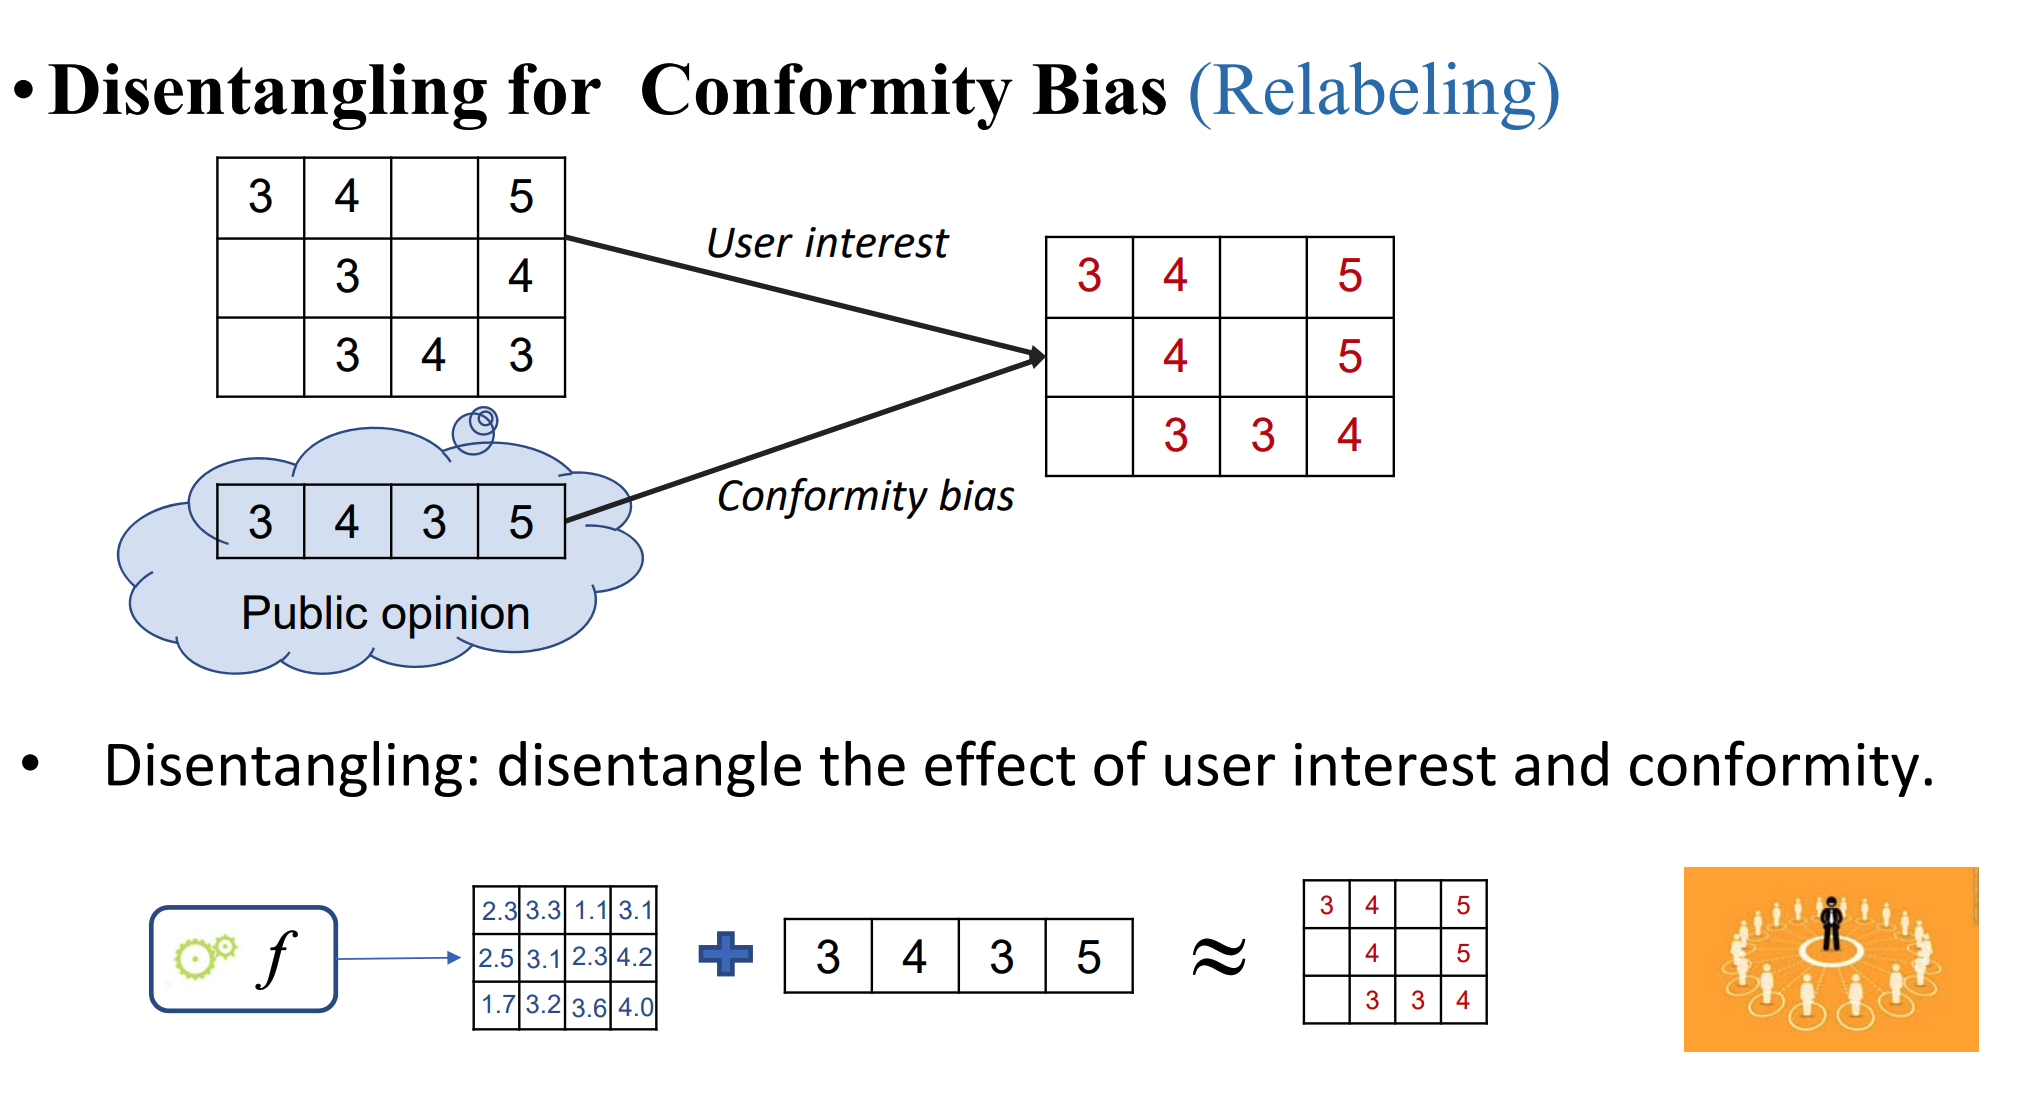 • Disentangling for Conformity Bias (Relabeling)
3 4 5
3 4
3 4 3
User interest
3 4 5
4 5
3 3 4
Conformity bias
3 4 3 5
Public opinion
• Disentangling: disentangle the effect of user interest and conformity.
f
2.3 3.3 1.1 3.1
2.5 3.1 2.3 4.2
1.7 3.2 3.6 4.0
3 4 3 5
≈
3 4 5
4 5
3 3 4